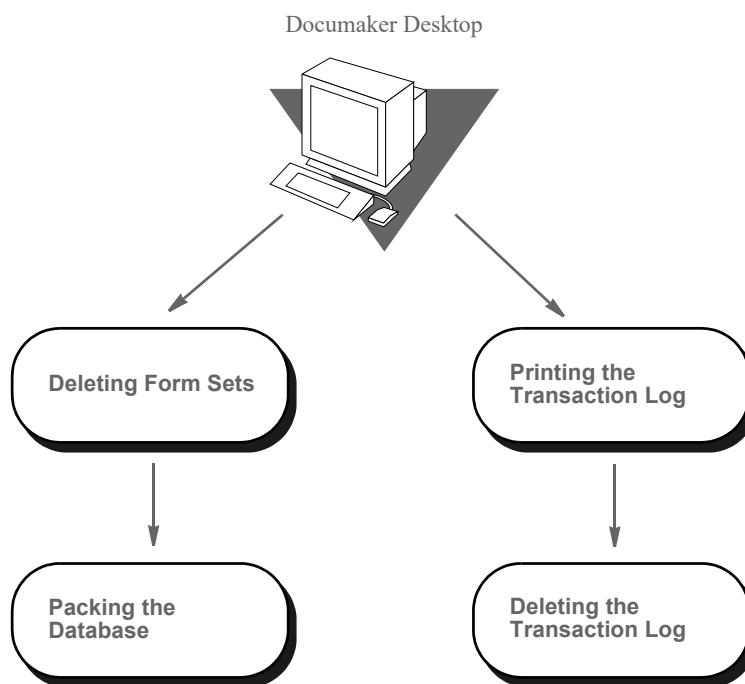 Documaker Desktop
Deleting Form Sets
Printing the
Transaction Log
Packing the
Database
Deleting the
Transaction Log